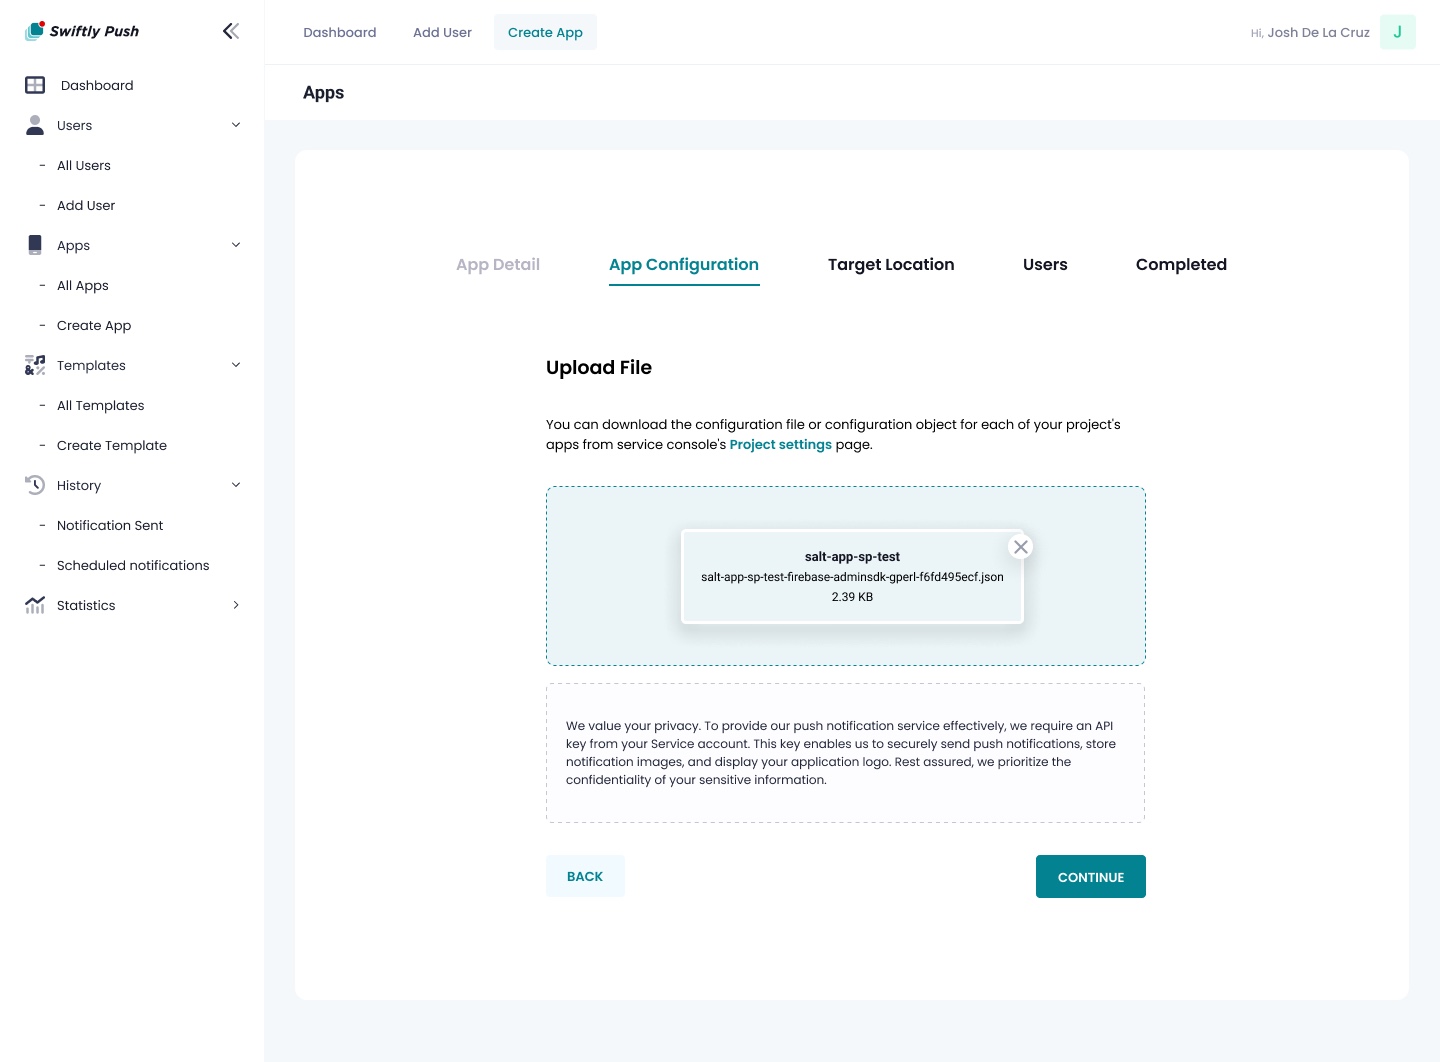 Swiftly Push
Dashboard
Users
- All Users
- Add User
Apps
- All Apps
- Create App
Templates
- All Templates
- Create Template
History
- Notification Sent
- Scheduled notifications
Statistics
Dashboard
Add User
Create App
Hi, Josh De La Cruz
J
Apps
App Detail
App Configuration
Target Location
Users
Completed
Upload File
You can download the configuration file or configuration object for each of your project's
apps from service console's Project settings page.
salt-app-sp-test
salt-app-sp-test-firebase-adminsdk-gperl-f6fd495ecf.json
2.39 KB
We value your privacy. To provide our push notification service effectively, we require an API
key from your Service account. This key enables us to securely send push notifications, store
notification images, and display your application logo. Rest assured, we prioritize the
confidentiality of your sensitive information.
BACK
CONTINUE